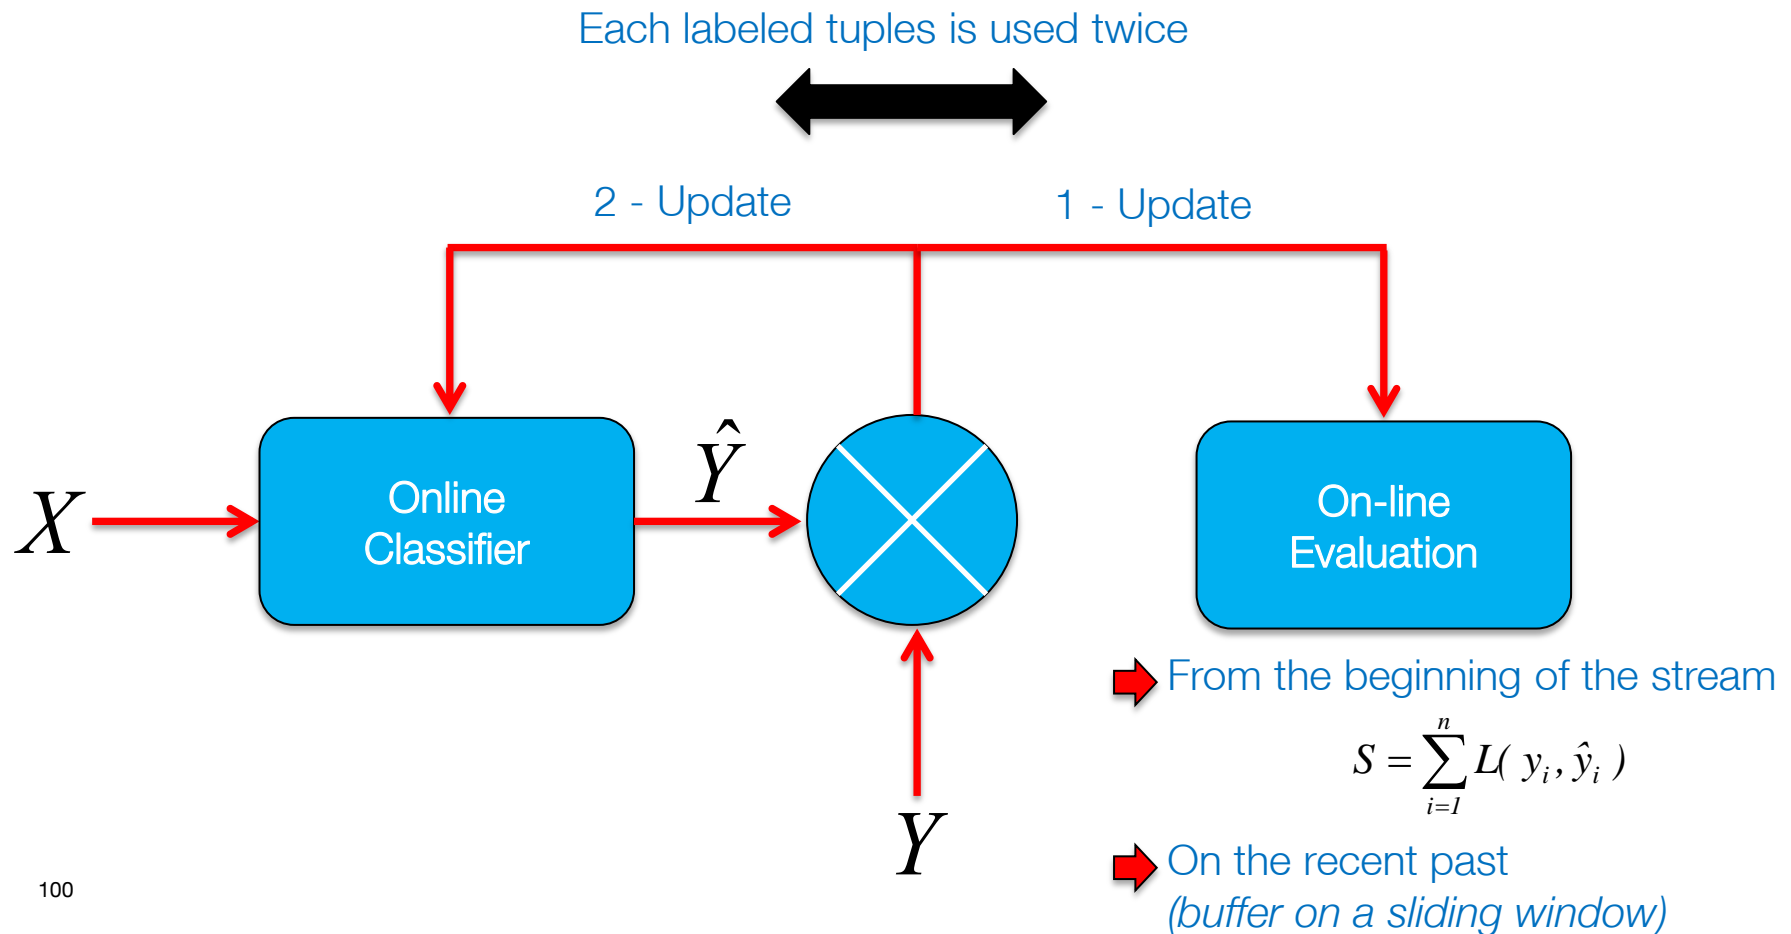 Each labeled tuples is used twice
2 - Update
1 - Update
X
Online
Classifier
Ŷ
On-line
Evaluation
Y
From the beginning of the stream
S = ∑_{i=1}^{n} L( y_i , ŷ_i )
On the recent past
(buffer on a sliding window)
100